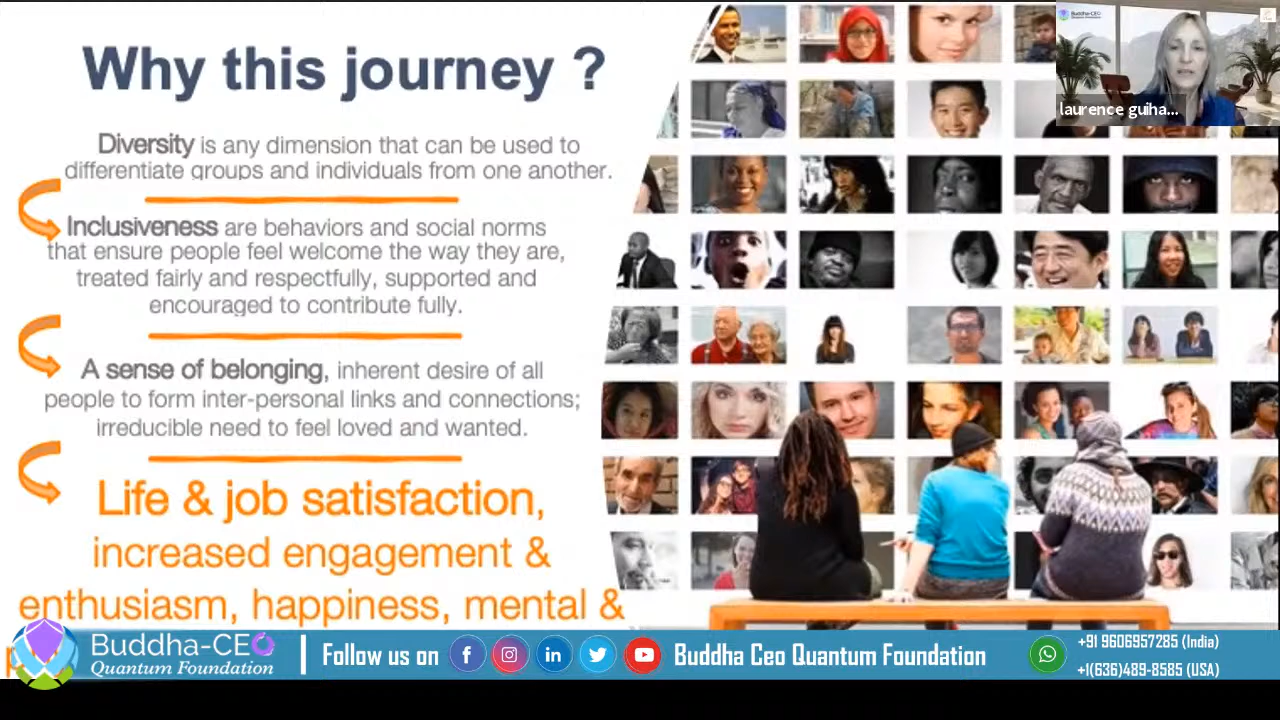 Why this journey ?
Diversity is any dimension that can be used to
differentiate groups and individuals from one another.
Inclusiveness are behaviors and social norms
that ensure people feel welcome the way they are,
treated fairly and respectfully, supported and
encouraged to contribute fully.
A sense of belonging, inherent desire of all
people to form inter-personal links and connections;
irreducible need to feel loved and wanted.
Life & job satisfaction,
increased engagement &
enthusiasm, happiness, mental &
Buddha-CEO
Quantum Foundation
laurence guiha...
Buddha-CEO
Quantum Foundation
Follow us on
Buddha Ceo Quantum Foundation
+91 9606957285 (India)
+1(636)489-8585 (USA)